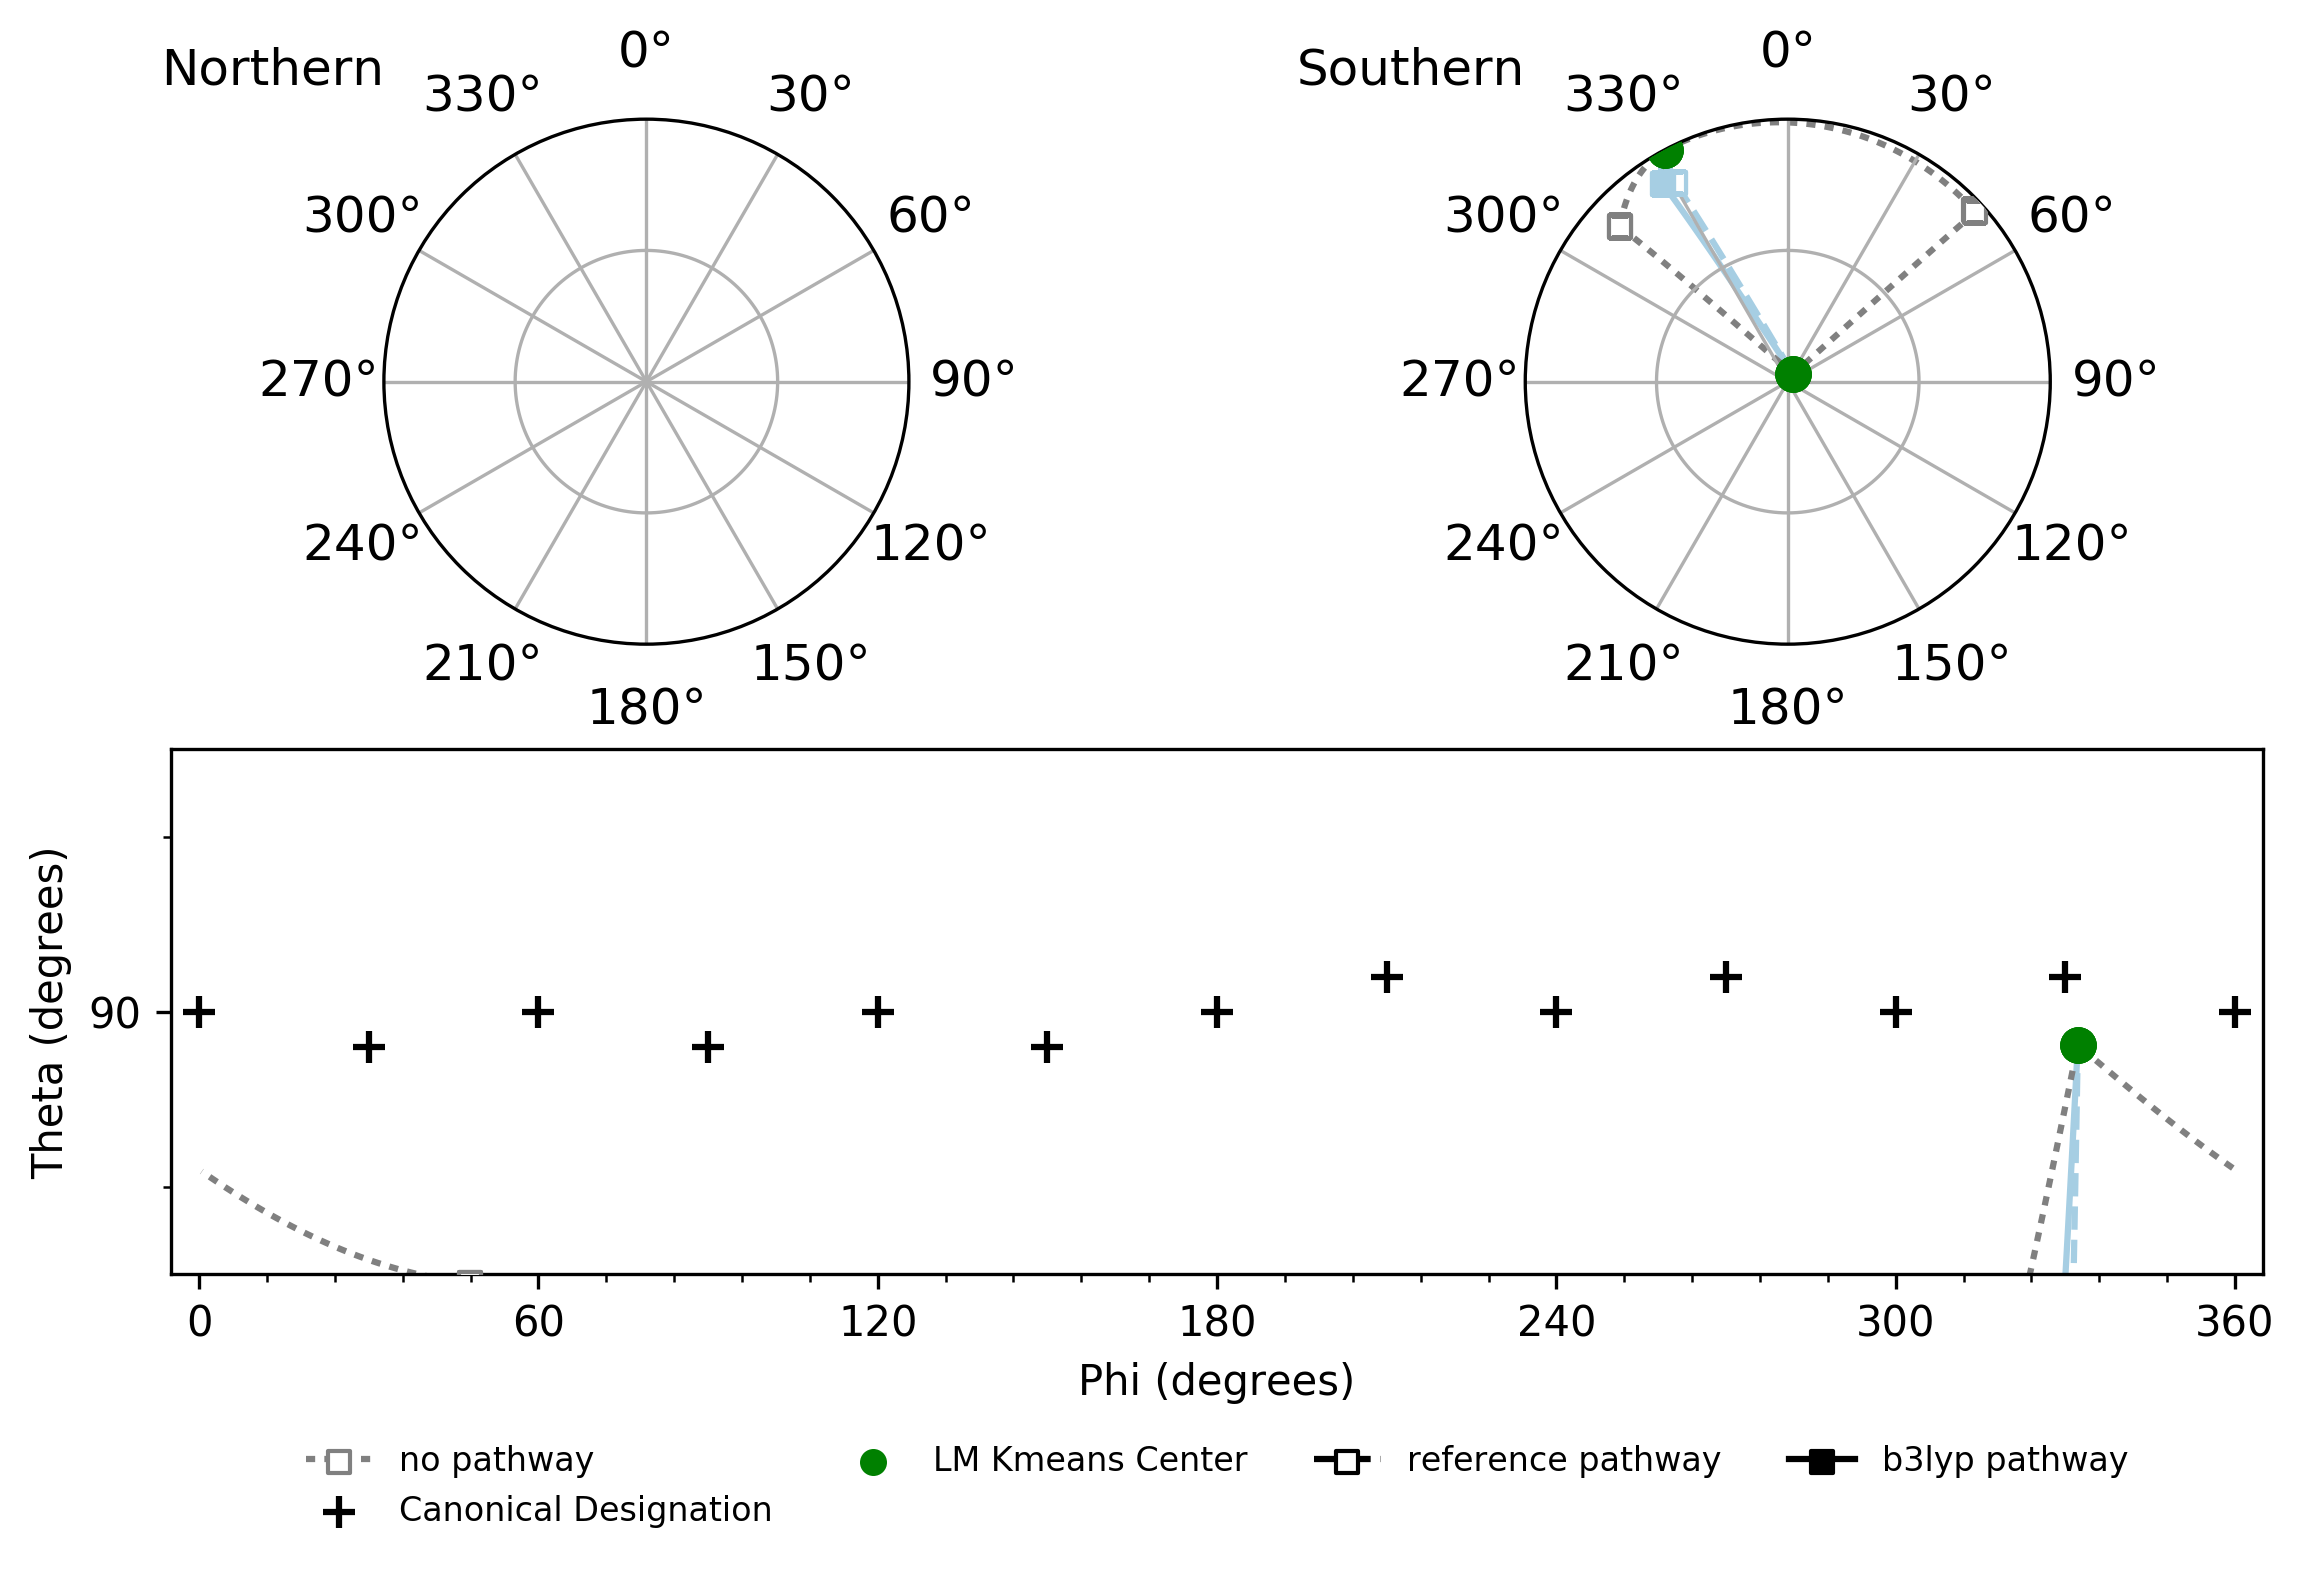 Northern
0°
30°
60°
90°
120°
150°
180°
210°
240°
270°
300°
330°
Southern
0°
30°
60°
90°
120°
150°
180°
210°
240°
270°
300°
330°
Theta (degrees)
90
0 60 120 180 240 300 360
Phi (degrees)
no pathway
Canonical Designation
LM Kmeans Center
reference pathway
b3lyp pathway